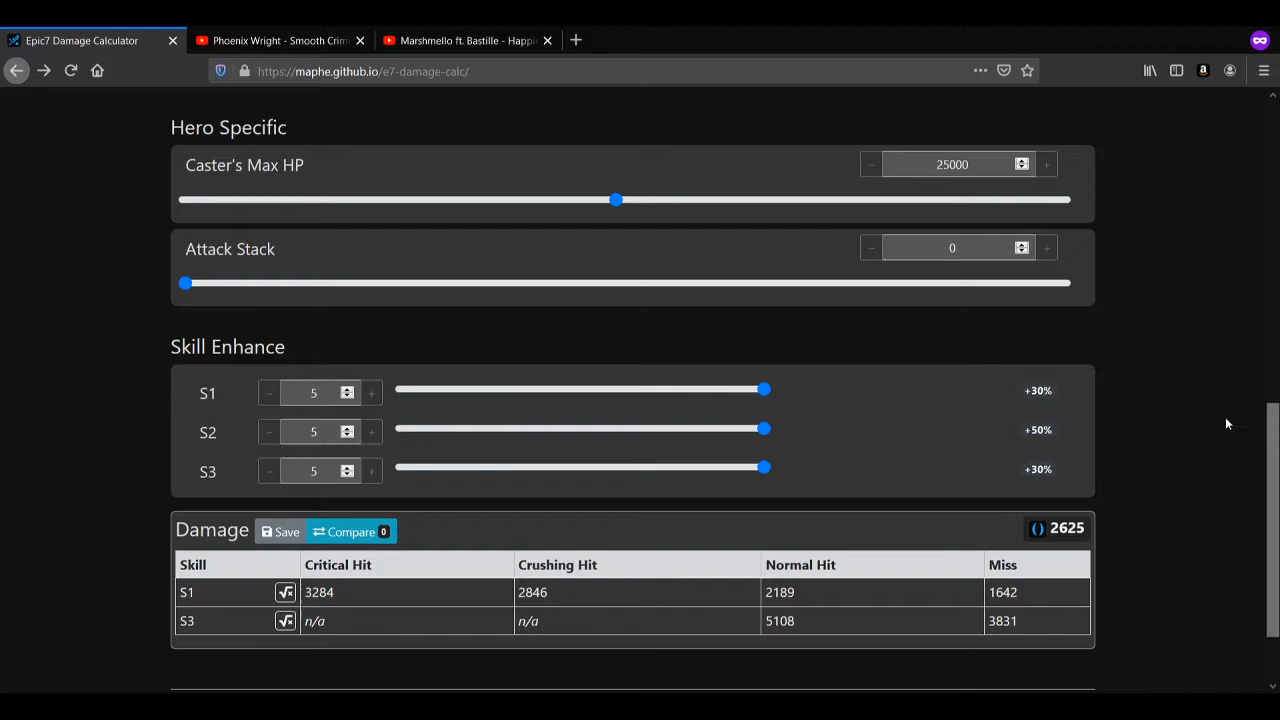 Epic7 Damage Calculator
Phoenix Wright - Smooth Crimi
Marshmello ft. Bastille - Happie
https://maphe.github.io/e7-damage-calc/
Hero Specific
Caster's Max HP
− 25000 +
Attack Stack
− 0 +
Skill Enhance
S1 − 5 + +30%
S2 − 5 + +50%
S3 − 5 + +30%
Damage Save Compare 0 2625
Skill Critical Hit Crushing Hit Normal Hit Miss
S1 √x 3284 2846 2189 1642
S3 √x n/a n/a 5108 3831